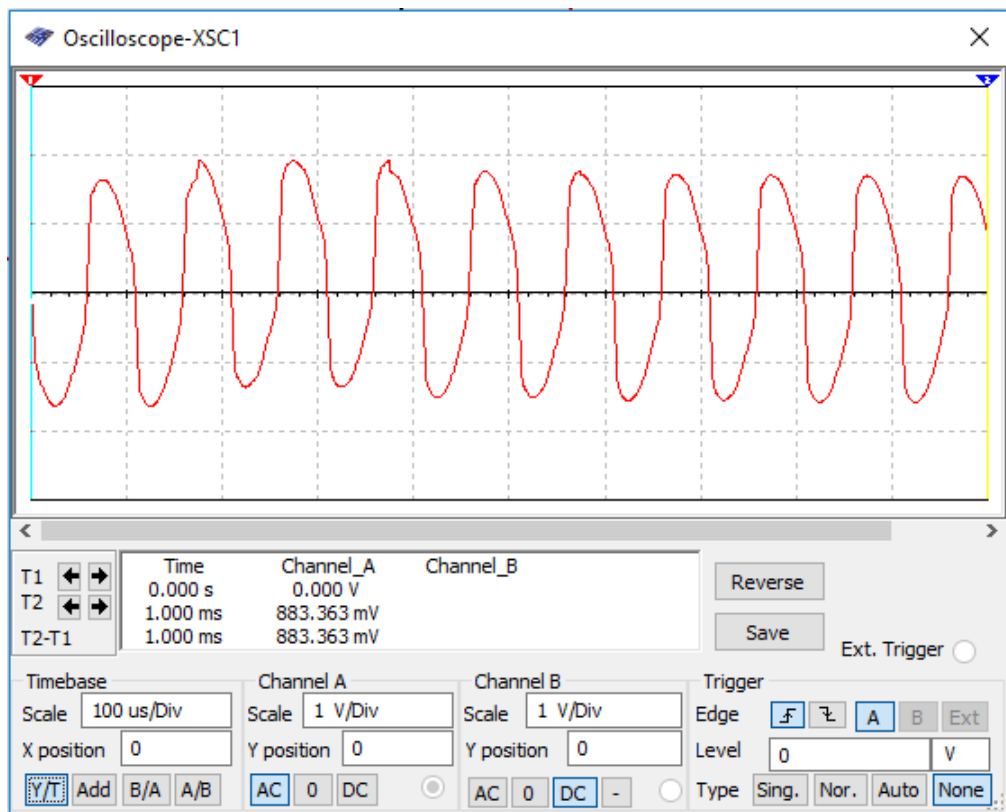 Oscilloscope-XSC1
1 2
Time Channel_A Channel_B
T1 0.000 s 0.000 V
T2 1.000 ms 883.363 mV
T2-T1 1.000 ms 883.363 mV
Reverse
Save
Ext. Trigger
Timebase Channel A Channel B Trigger
Scale 100 us/Div Scale 1 V/Div Scale 1 V/Div Edge A B Ext
X position 0 Y position 0 Y position 0 Level 0 V
Y/T Add B/A A/B AC 0 DC AC 0 DC - Type Sing. Nor. Auto None